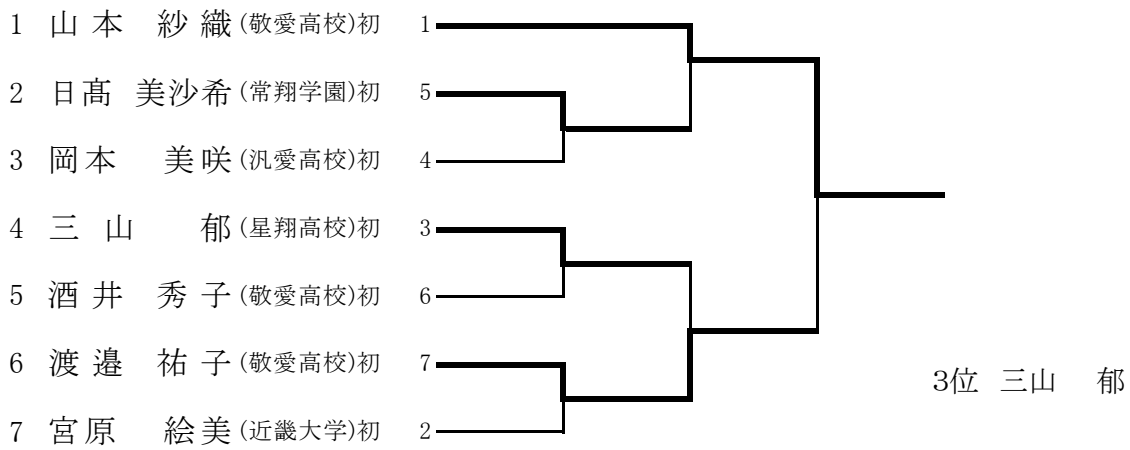 1 山本 紗織 (敬愛高校)初 1
2 日髙 美沙希 (常翔学園)初 5
3 岡本 美咲 (汎愛高校)初 4
4 三山 郁 (星翔高校)初 3
5 酒井 秀子 (敬愛高校)初 6
6 渡邉 祐子 (敬愛高校)初 7
3位 三山 郁
7 宮原 絵美 (近畿大学)初 2